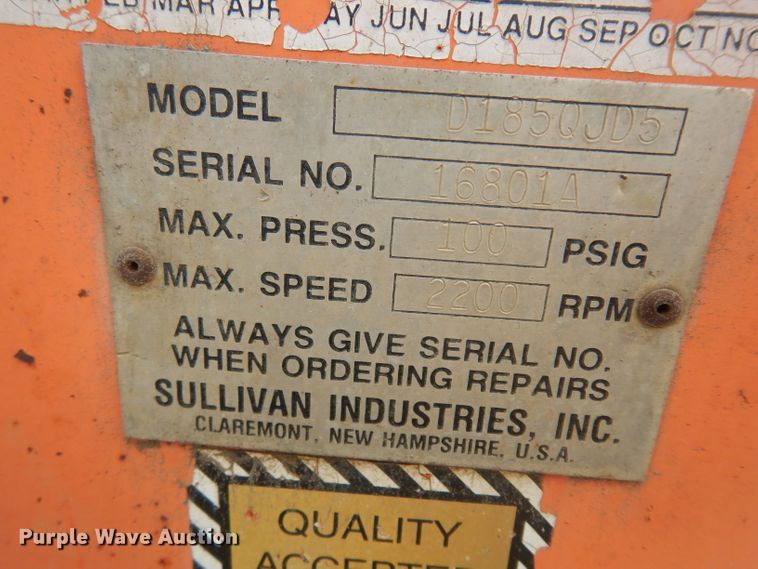 MAR APR AY JUN JUL AUG SEP OCT NO
MODEL D185QJD5
SERIAL NO. 16801A
MAX. PRESS. 100 PSIG
MAX. SPEED 2200 RPM
ALWAYS GIVE SERIAL NO.
WHEN ORDERING REPAIRS
SULLIVAN INDUSTRIES, INC.
CLAREMONT, NEW HAMPSHIRE, U.S.A.
QUALITY
ACCEPTED
Purple Wave Auction